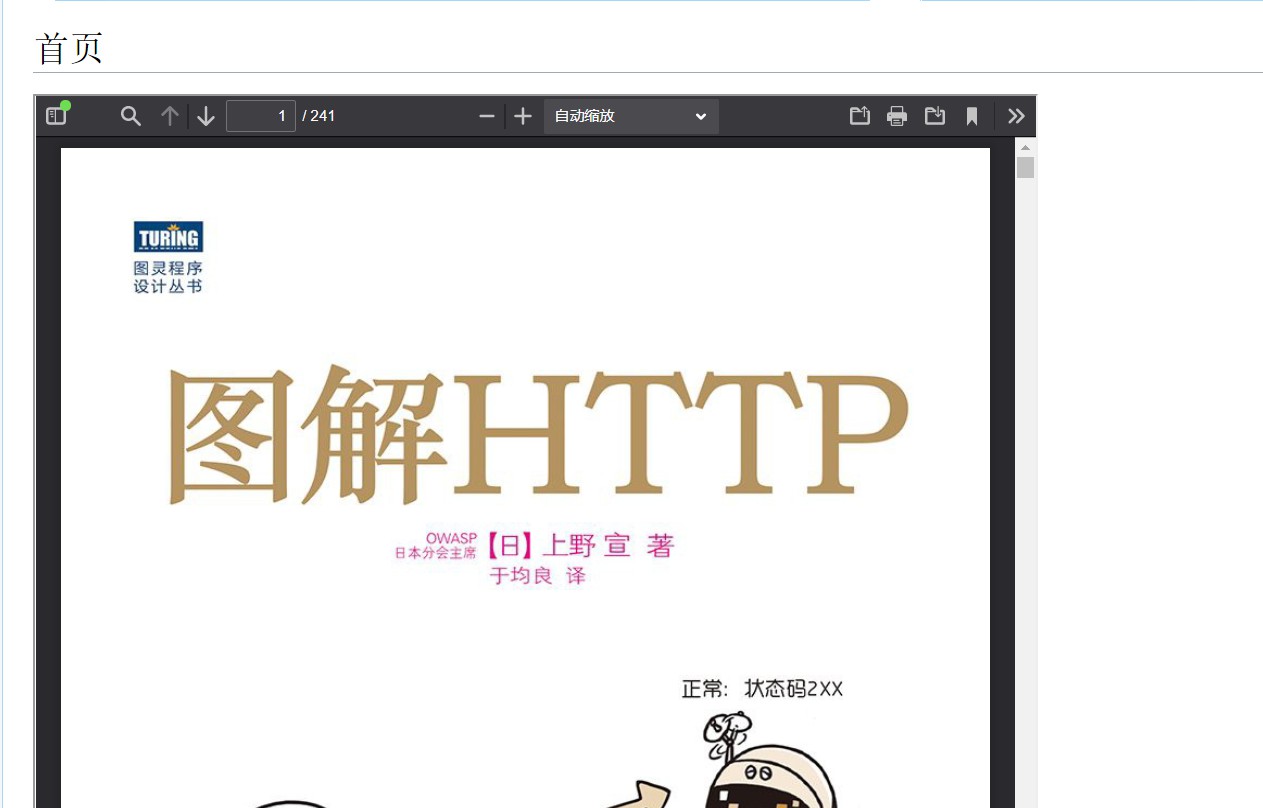 首页
1 / 241
自动缩放
TURING
图灵程序
设计丛书
图解HTTP
OWASP
日本分会主席
【日】上野 宣 著
于均良 译
正常: 状态码2XX